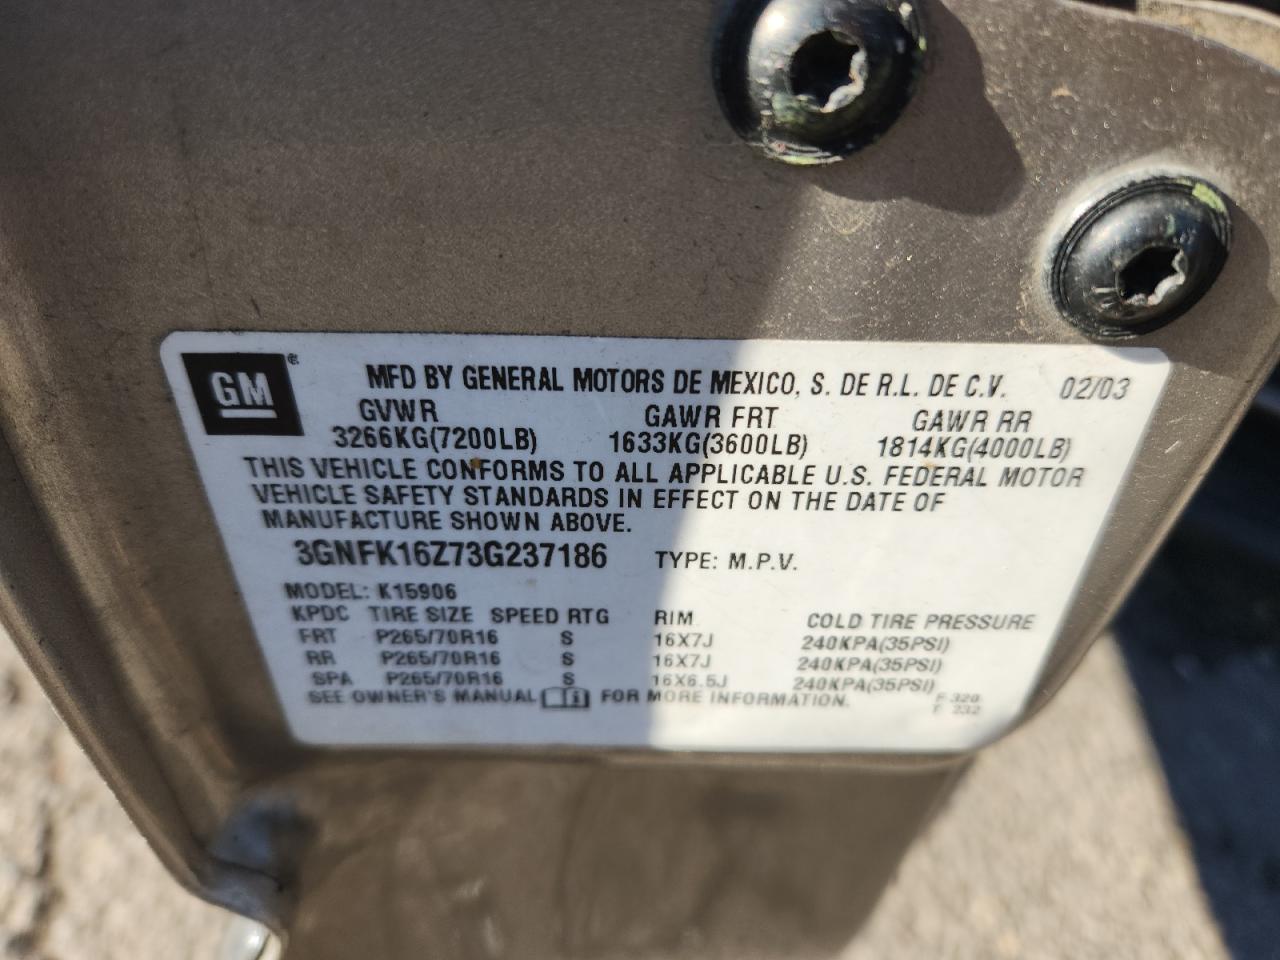 GM ®
MFD BY GENERAL MOTORS DE MEXICO, S. DE R.L. DE C.V. 02/03
GVWR GAWR FRT GAWR RR
3266KG(7200LB) 1633KG(3600LB) 1814KG(4000LB)
THIS VEHICLE CONFORMS TO ALL APPLICABLE U.S. FEDERAL MOTOR
VEHICLE SAFETY STANDARDS IN EFFECT ON THE DATE OF
MANUFACTURE SHOWN ABOVE.
3GNFK16Z73G237186 TYPE: M.P.V.
MODEL: K15906
KPDC TIRE SIZE SPEED RTG RIM COLD TIRE PRESSURE
FRT P265/70R16 S 16X7J 240KPA(35PSI)
RR P265/70R16 S 16X7J 240KPA(35PSI)
SPA P265/70R16 S 16X6.5J 240KPA(35PSI)
SEE OWNER'S MANUAL FOR MORE INFORMATION. F-320
232